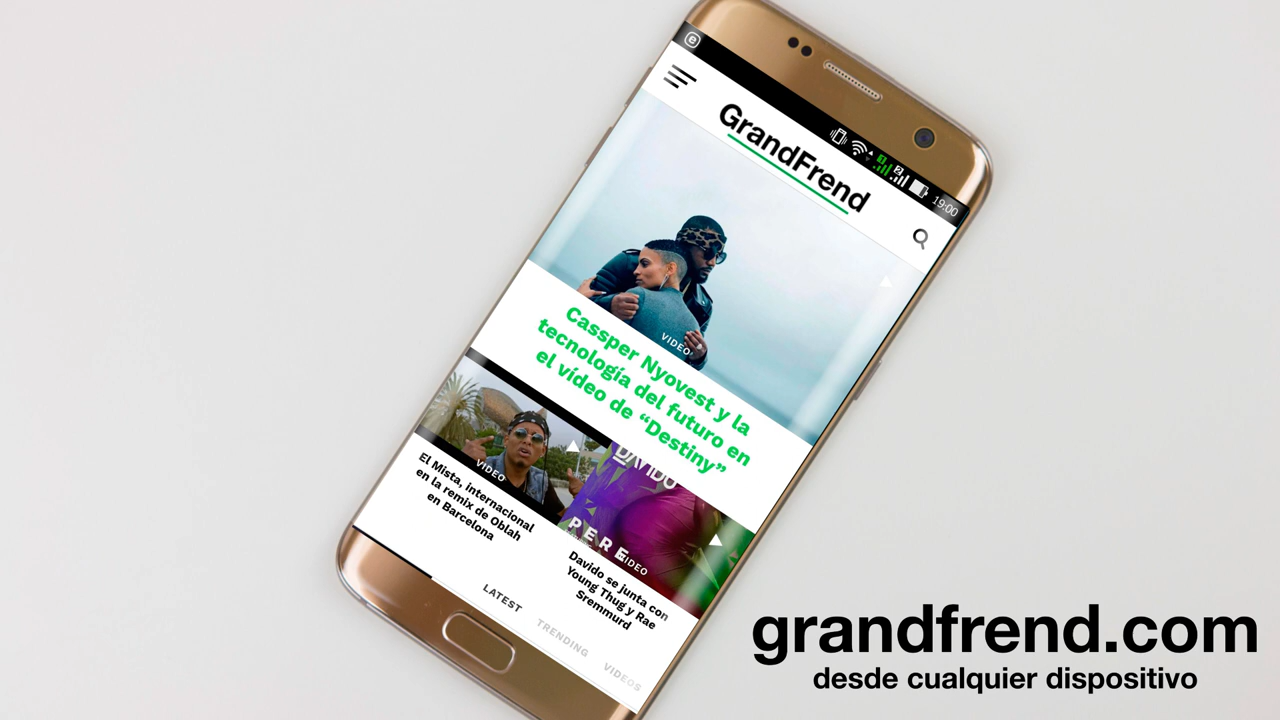 19:00
GrandFrend
VIDEO
Cassper Nyovest y la
tecnología del futuro en
el vídeo de “Destiny”
VIDEO
El Mista, internacional
en la remix de Oblah
en Barcelona
DAVIDO
PERE
VIDEO
Davido se junta con
Young Thug y Rae
Sremmurd
LATEST
TRENDING
VIDEOS
grandfrend.com
desde cualquier dispositivo